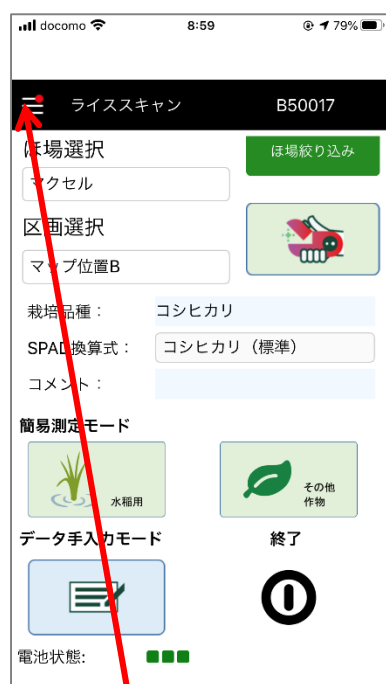 docomo 8:59 79%
ライススキャン B50017
ほ場選択 ほ場絞り込み
マクセル
区画選択
マップ位置B
栽培品種： コシヒカリ
SPAD換算式： コシヒカリ（標準）
コメント：
簡易測定モード
水稲用 その他
作物
データ手入力モード 終了
電池状態: